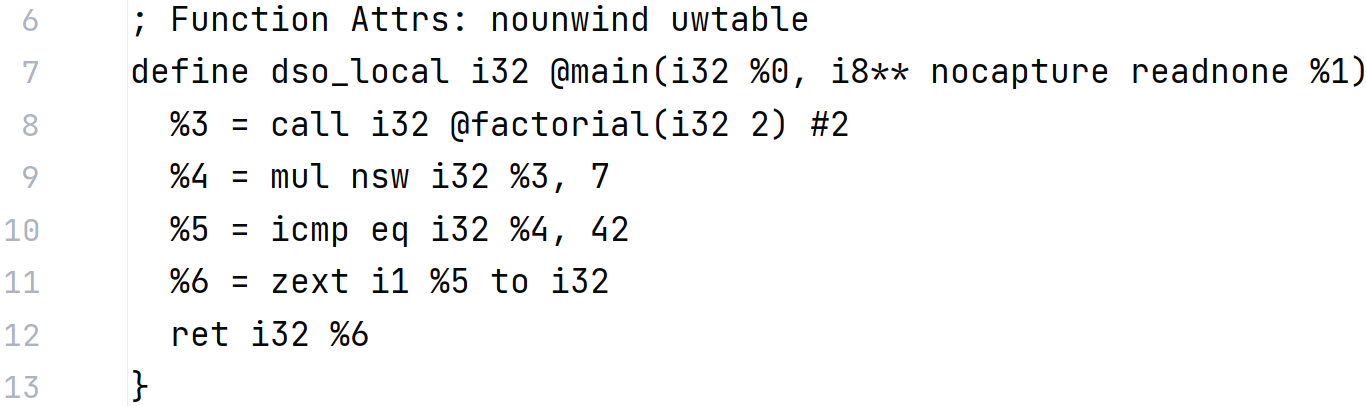 6 ; Function Attrs: nounwind uwtable
7 define dso_local i32 @main(i32 %0, i8** nocapture readnone %1)
8 %3 = call i32 @factorial(i32 2) #2
9 %4 = mul nsw i32 %3, 7
10 %5 = icmp eq i32 %4, 42
11 %6 = zext i1 %5 to i32
12 ret i32 %6
13 }